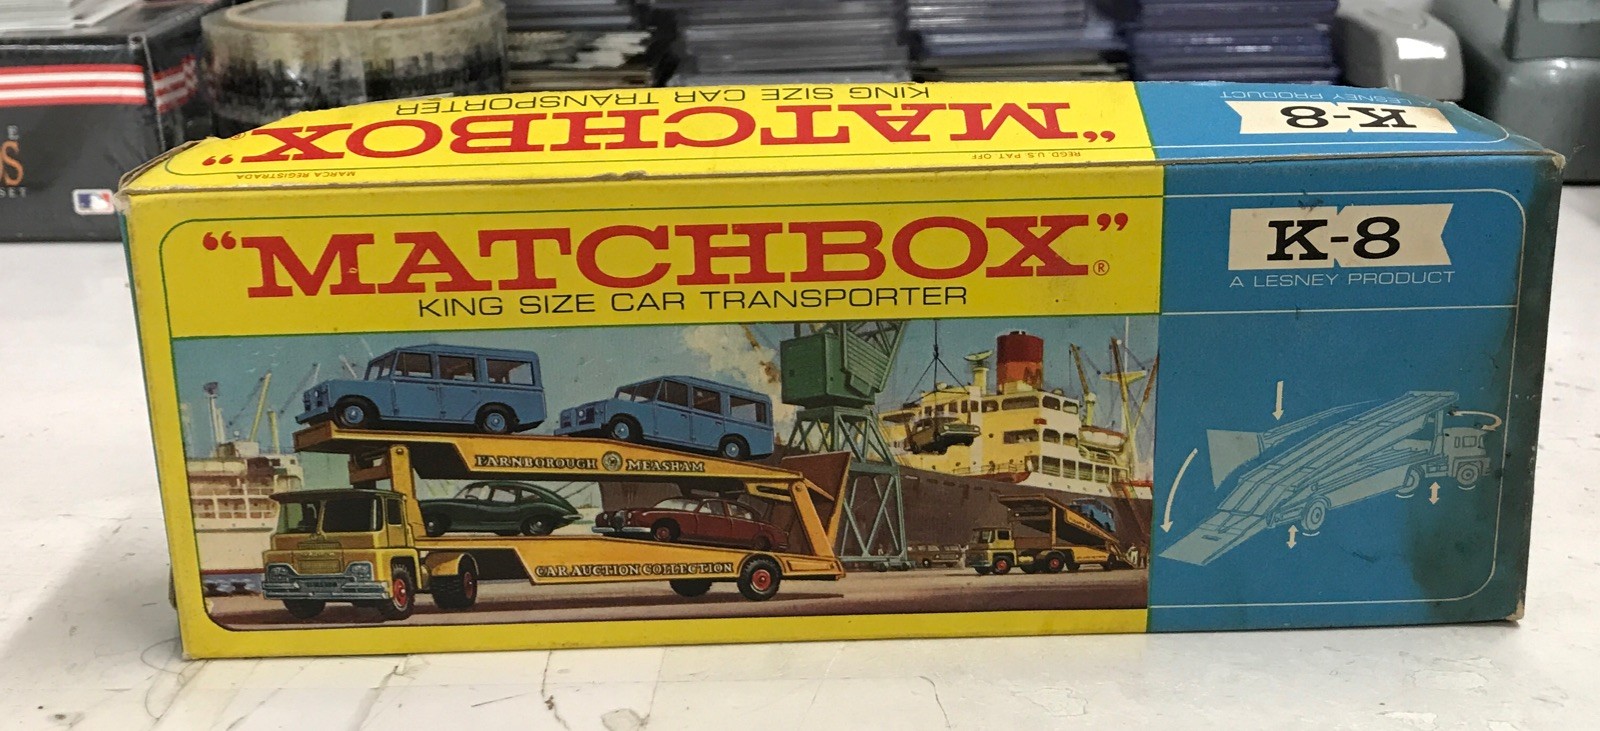 KING SIZE CAR TRANSPORTER
"MATCHBOX"®
MARCA REGISTRADA
REGD. U.S. PAT. OFF
A LESNEY PRODUCT
K-8
"MATCHBOX"®
KING SIZE CAR TRANSPORTER
K-8
A LESNEY PRODUCT
FARNBOROUGH MEASHAM
CAR AUCTION COLLECTION